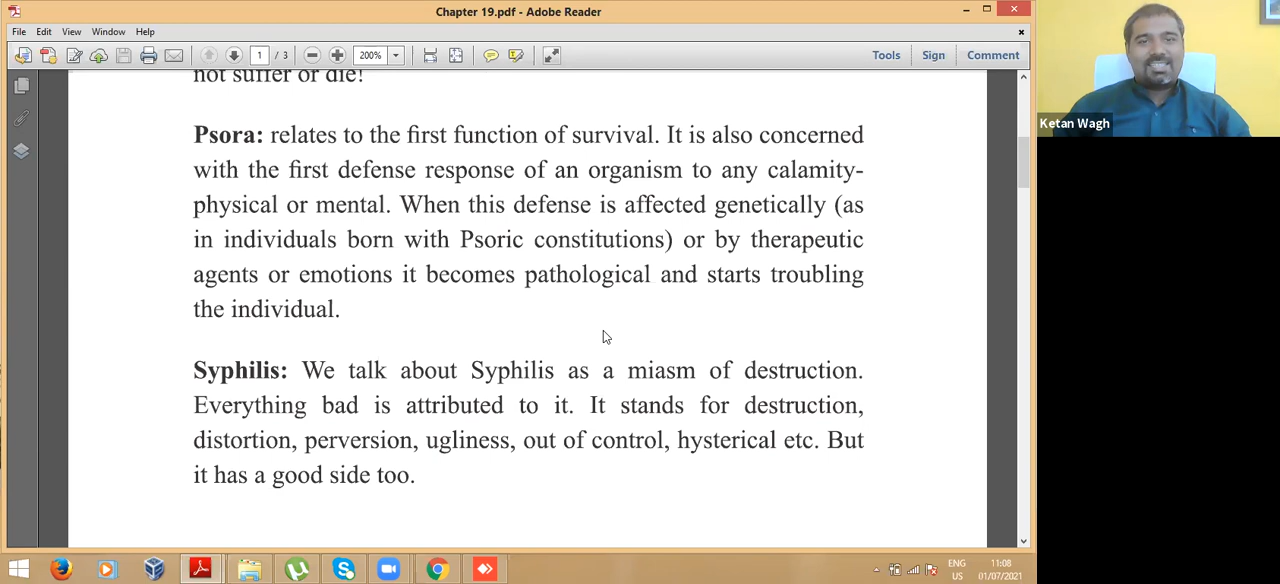 Chapter 19.pdf - Adobe Reader
File Edit View Window Help
1 / 3
200%
Tools Sign Comment
not suffer or die!
Psora: relates to the first function of survival. It is also concerned
with the first defense response of an organism to any calamity-
physical or mental. When this defense is affected genetically (as
in individuals born with Psoric constitutions) or by therapeutic
agents or emotions it becomes pathological and starts troubling
the individual.
Syphilis: We talk about Syphilis as a miasm of destruction.
Everything bad is attributed to it. It stands for destruction,
distortion, perversion, ugliness, out of control, hysterical etc. But
it has a good side too.
Ketan Wagh
ENG
US
11:08
01/07/2021